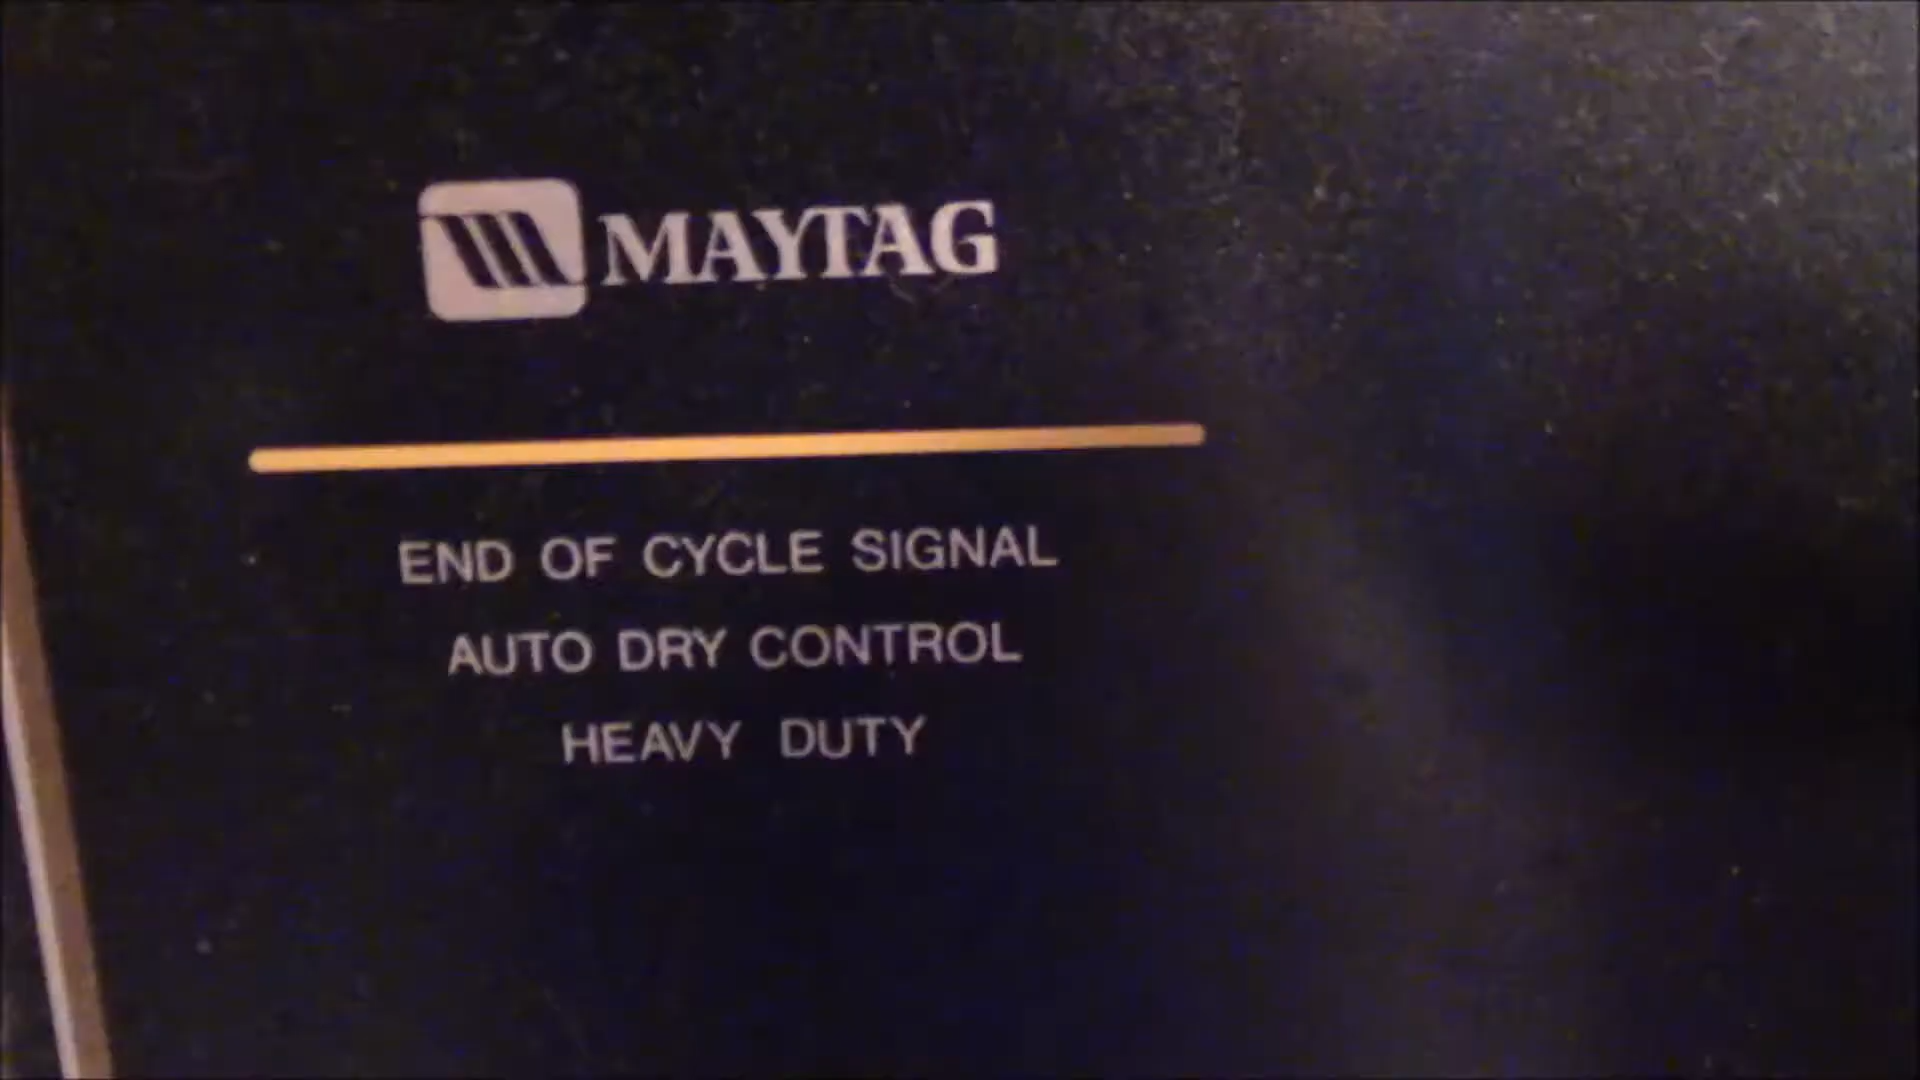 MAYTAG
END OF CYCLE SIGNAL
AUTO DRY CONTROL
HEAVY DUTY